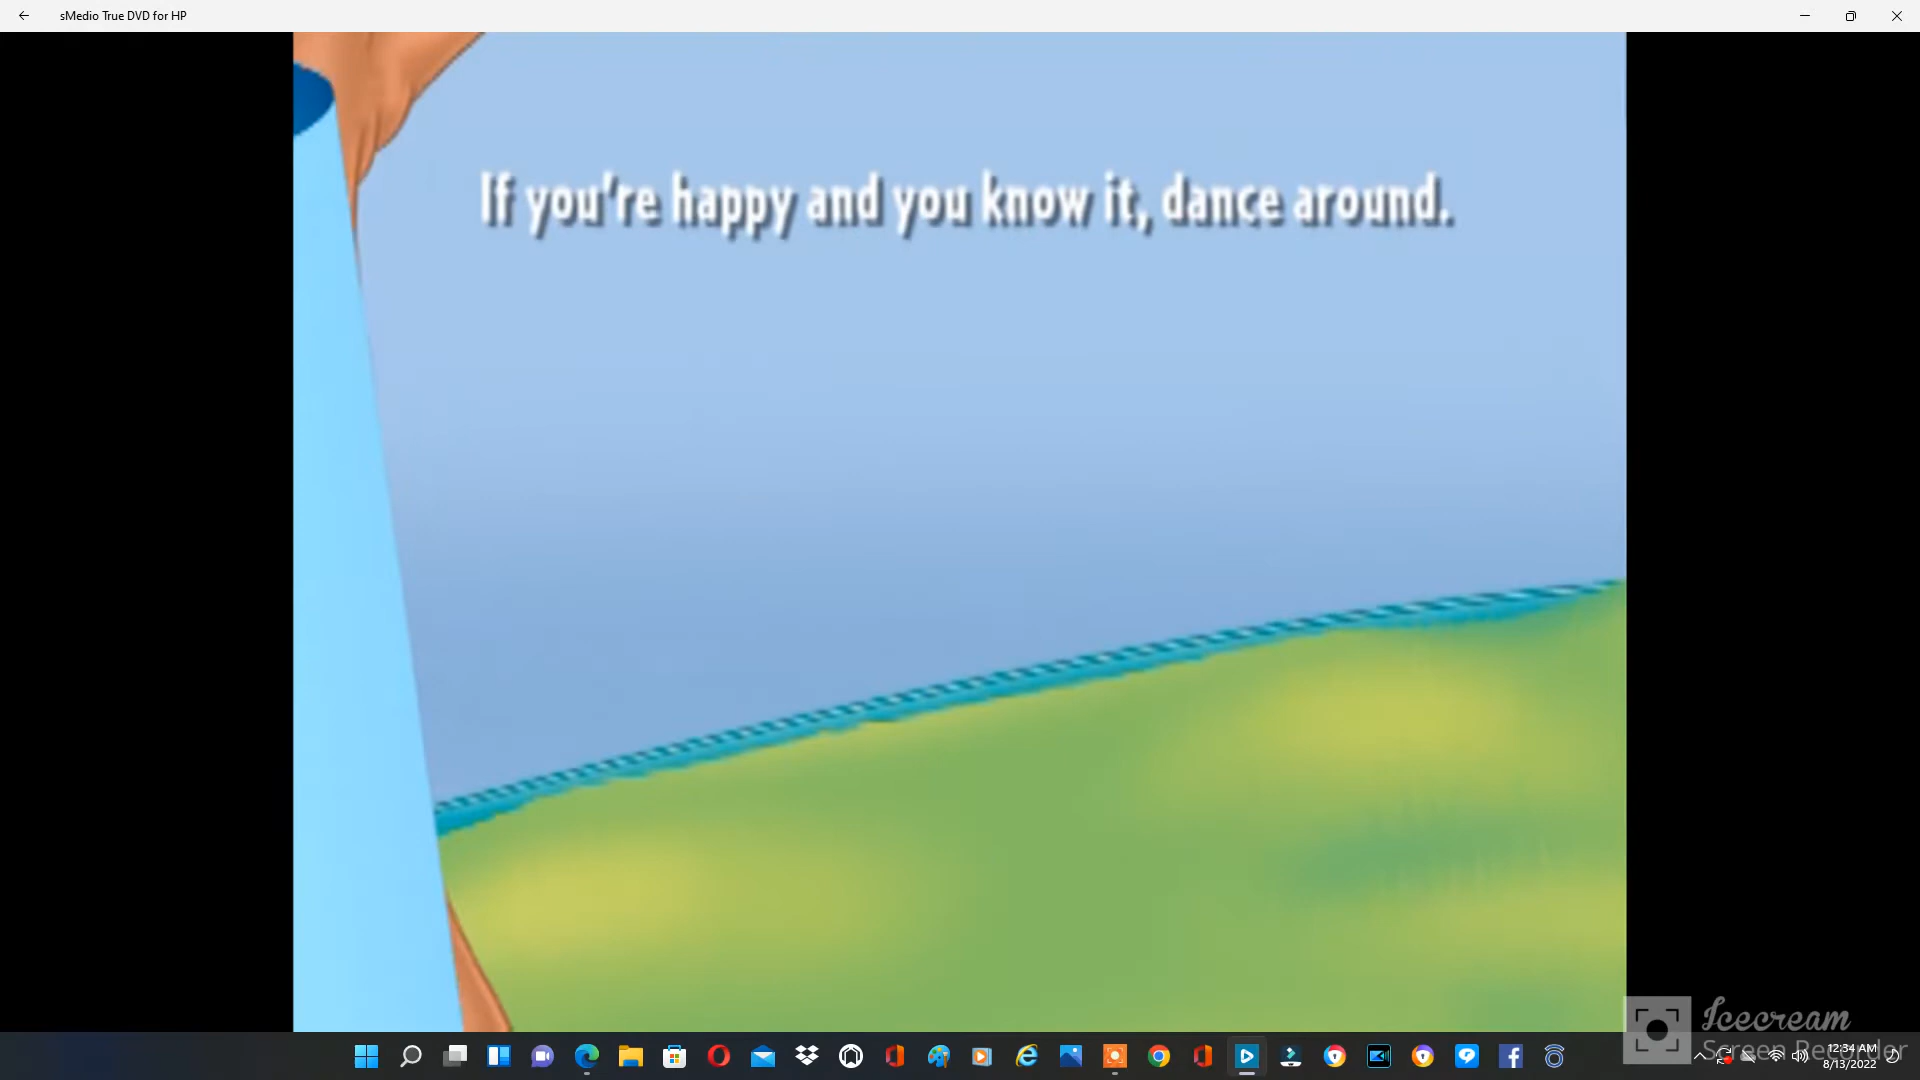 sMedio True DVD for HP
If you're happy and you know it, dance around.
Icecream
Screen Recorder
12:34 AM
8/13/2022